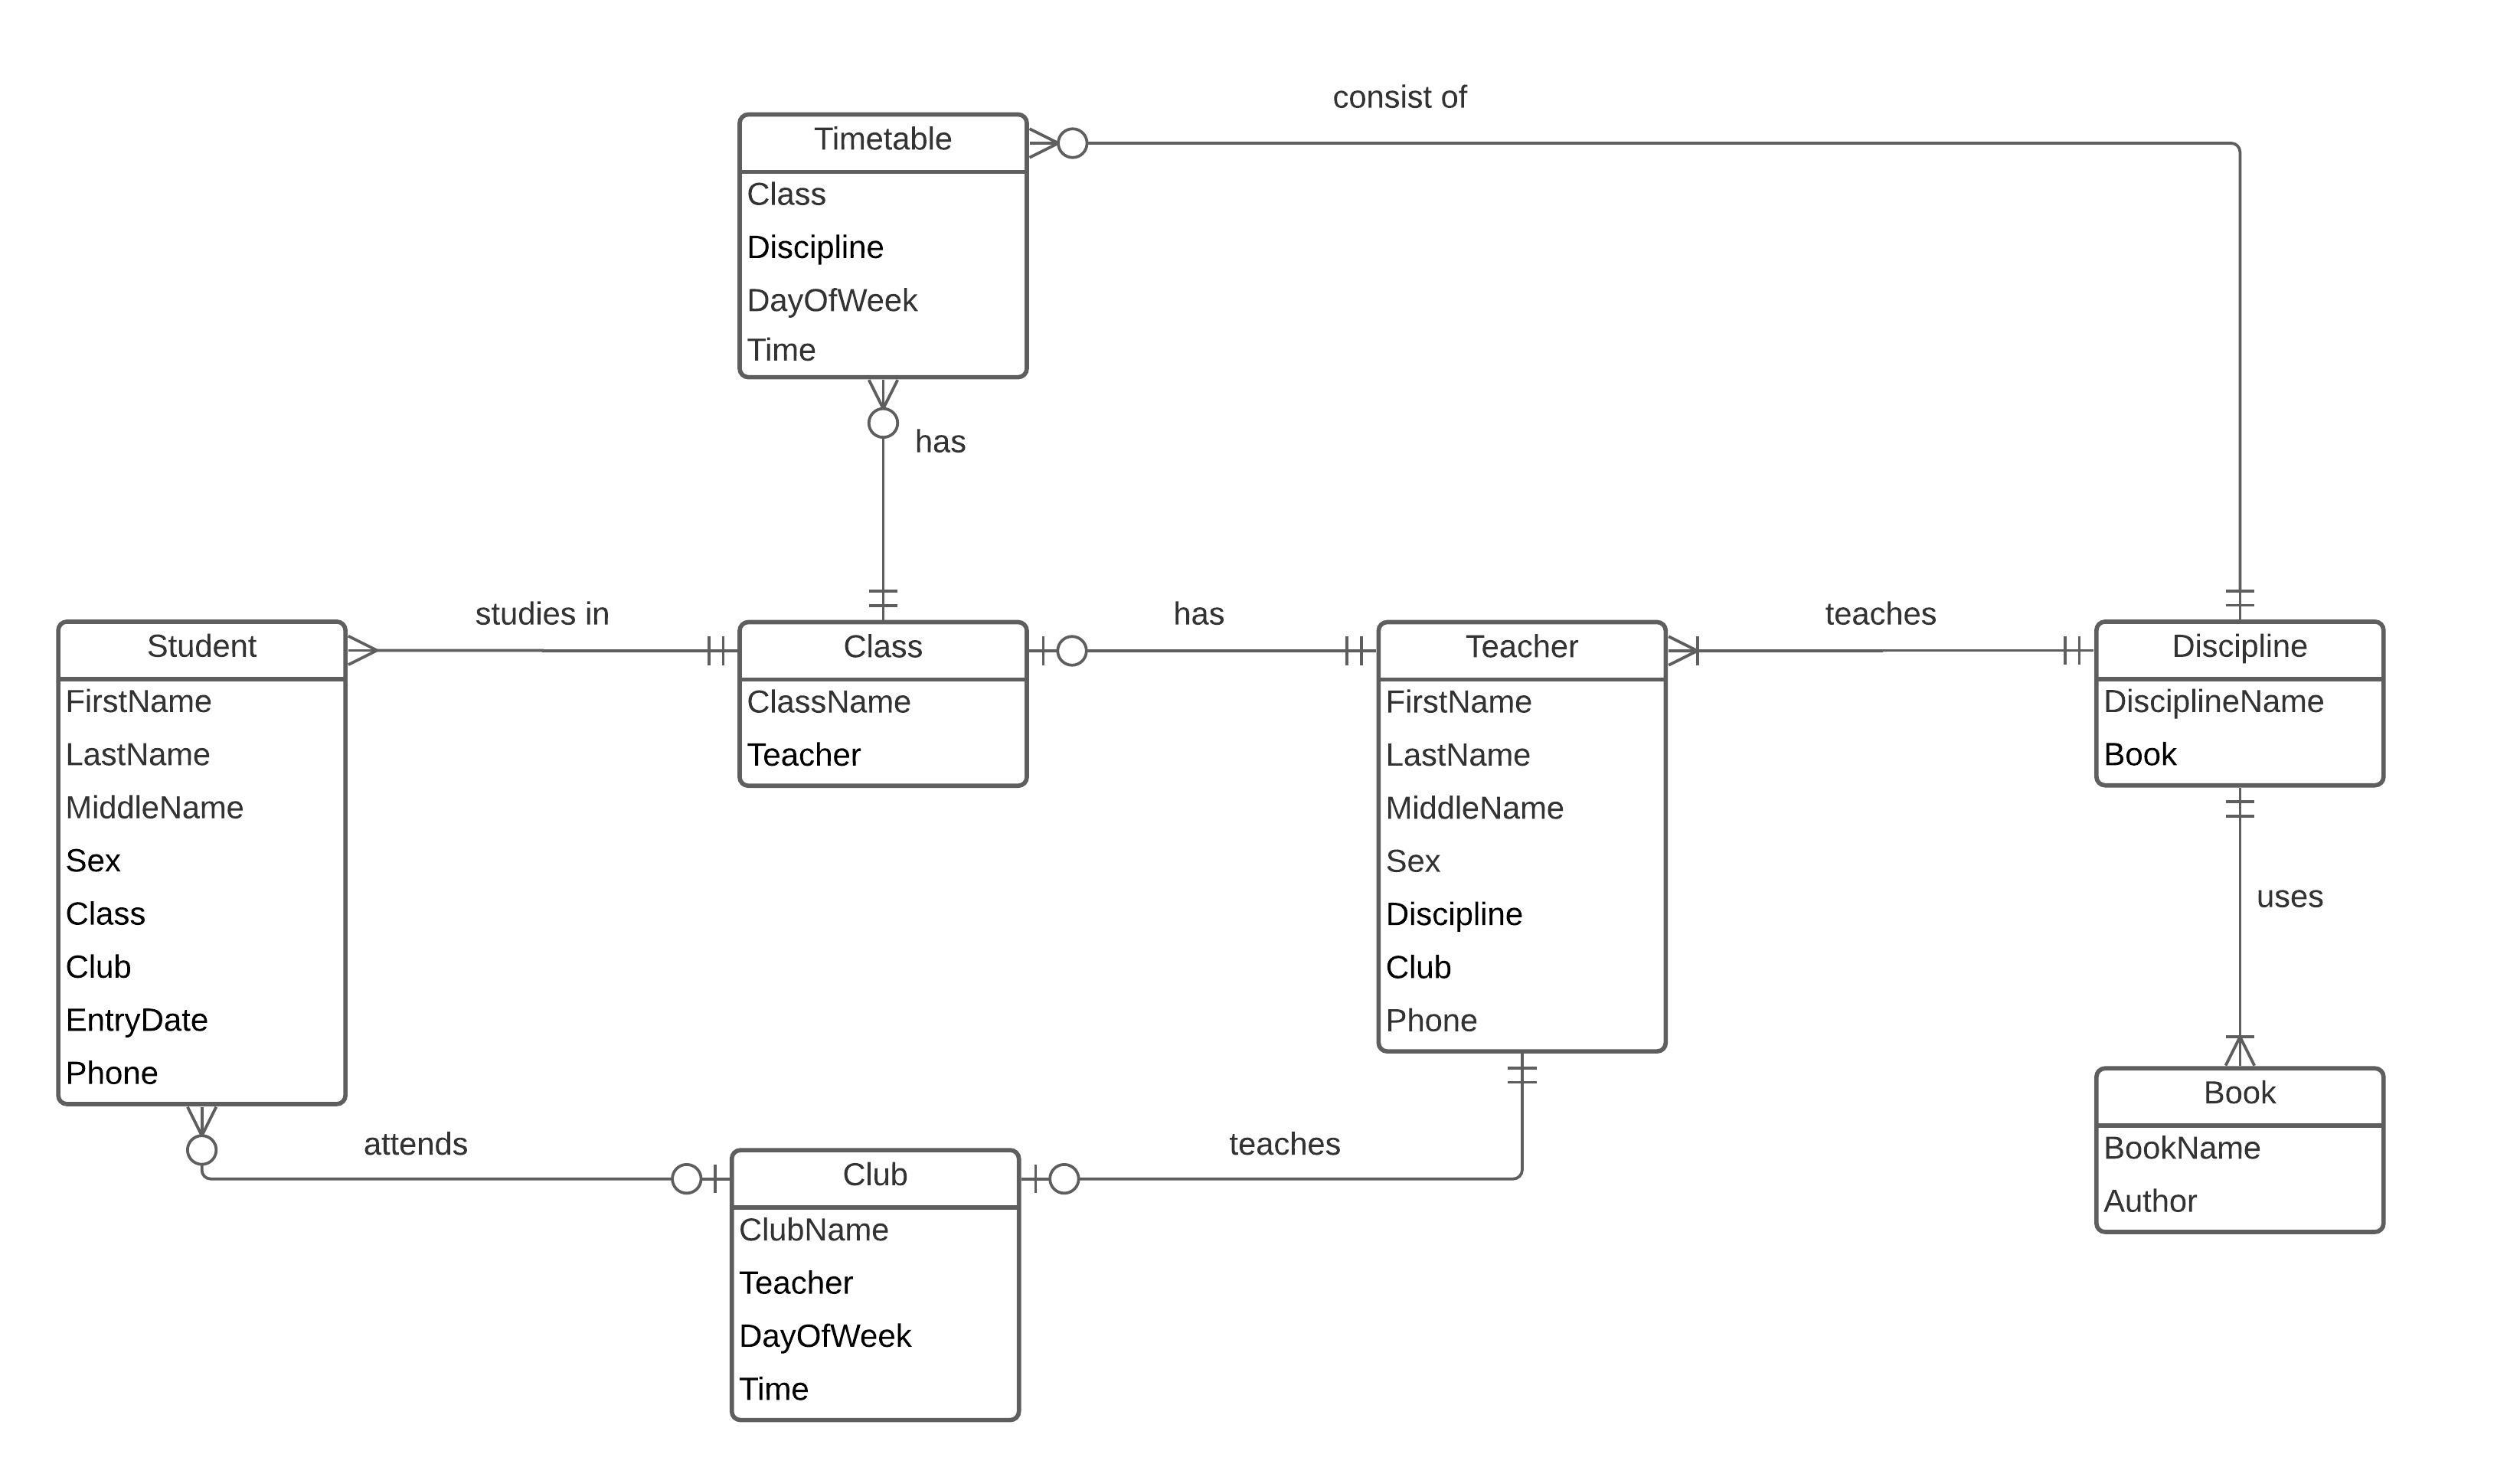 consist of
Timetable
Class
Discipline
DayOfWeek
Time
has
studies in
has
teaches
Student
FirstName
LastName
MiddleName
Sex
Class
Club
EntryDate
Phone
Class
ClassName
Teacher
Teacher
FirstName
LastName
MiddleName
Sex
Discipline
Club
Phone
Discipline
DisciplineName
Book
uses
Book
BookName
Author
attends
teaches
Club
ClubName
Teacher
DayOfWeek
Time